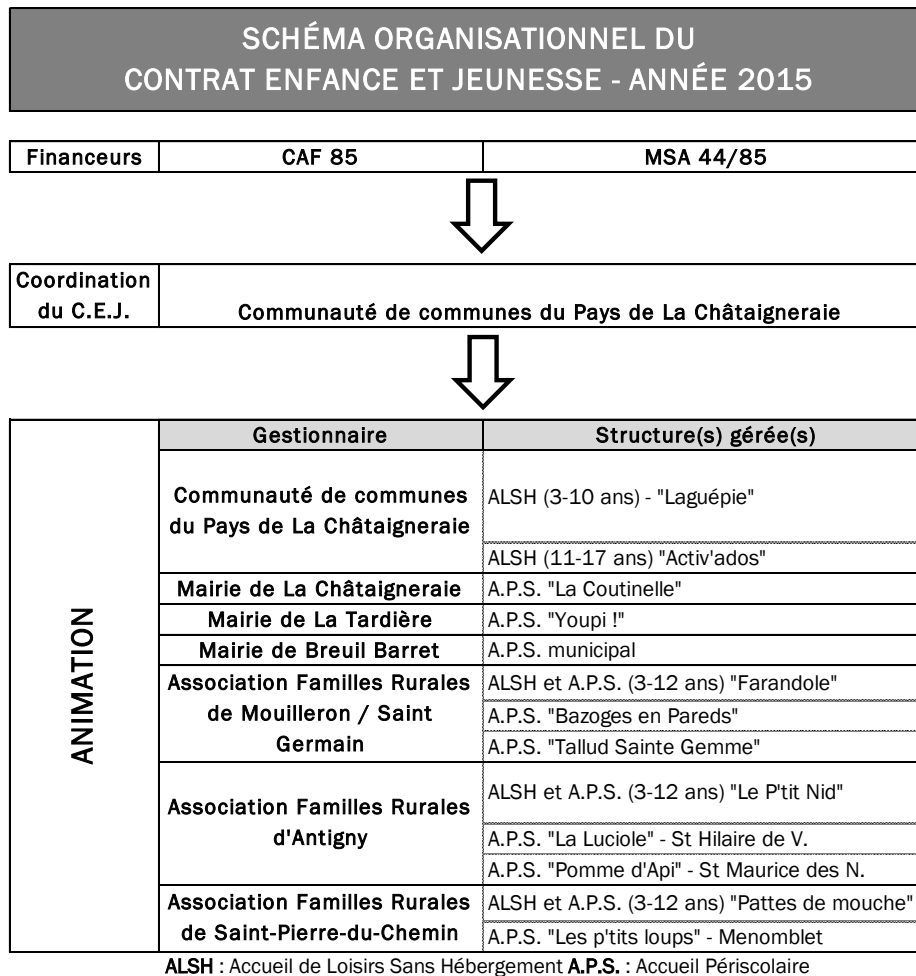 SCHÉMA ORGANISATIONNEL DU
CONTRAT ENFANCE ET JEUNESSE - ANNÉE 2015
Financeurs CAF 85 MSA 44/85
Coordination
du C.E.J.
Communauté de communes du Pays de La Châtaigneraie
ANIMATION
Gestionnaire Structure(s) gérée(s)
Communauté de communes
du Pays de La Châtaigneraie
ALSH (3-10 ans) - "Laguépie"
ALSH (11-17 ans) "Activ'ados"
Mairie de La Châtaigneraie A.P.S. "La Coutinelle"
Mairie de La Tardière A.P.S. "Youpi !"
Mairie de Breuil Barret A.P.S. municipal
Association Familles Rurales
de Mouilleron / Saint
Germain
ALSH et A.P.S. (3-12 ans) "Farandole"
A.P.S. "Bazoges en Pareds"
A.P.S. "Tallud Sainte Gemme"
Association Familles Rurales
d'Antigny
ALSH et A.P.S. (3-12 ans) "Le P'tit Nid"
A.P.S. "La Luciole" - St Hilaire de V.
A.P.S. "Pomme d'Api" - St Maurice des N.
Association Familles Rurales
de Saint-Pierre-du-Chemin
ALSH et A.P.S. (3-12 ans) "Pattes de mouche"
A.P.S. "Les p'tits loups" - Menomblet
ALSH : Accueil de Loisirs Sans Hébergement A.P.S. : Accueil Périscolaire